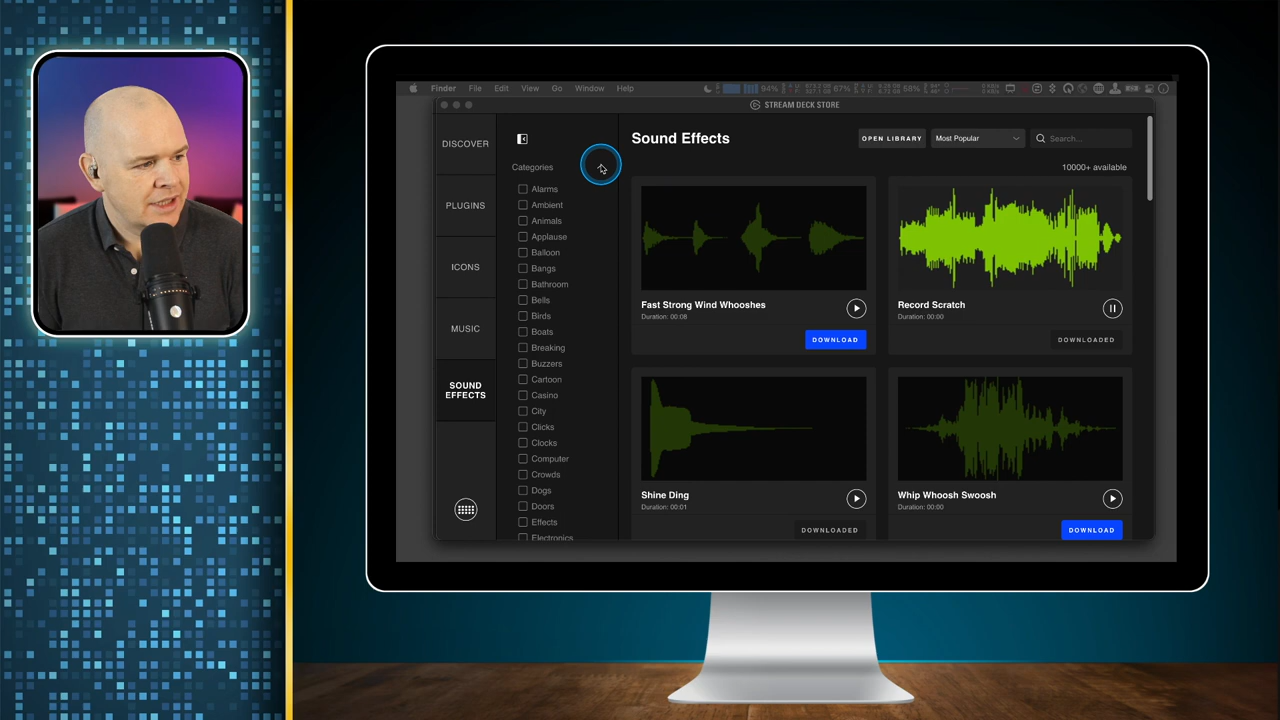 Finder File Edit View Go Window Help
94% 67% 58%
STREAM DECK STORE
DISCOVER
PLUGINS
ICONS
MUSIC
SOUND
EFFECTS
Categories
Alarms
Ambient
Animals
Applause
Balloon
Bangs
Bathroom
Bells
Birds
Boats
Breaking
Buzzers
Cartoon
Casino
City
Clicks
Clocks
Computer
Crowds
Dogs
Doors
Effects
Electronics
Sound Effects
OPEN LIBRARY
Most Popular
Search...
10000+ available
Fast Strong Wind Whooshes
Duration: 00:08
DOWNLOAD
Record Scratch
Duration: 00:00
DOWNLOADED
Shine Ding
Duration: 00:01
DOWNLOADED
Whip Whoosh Swoosh
Duration: 00:00
DOWNLOAD